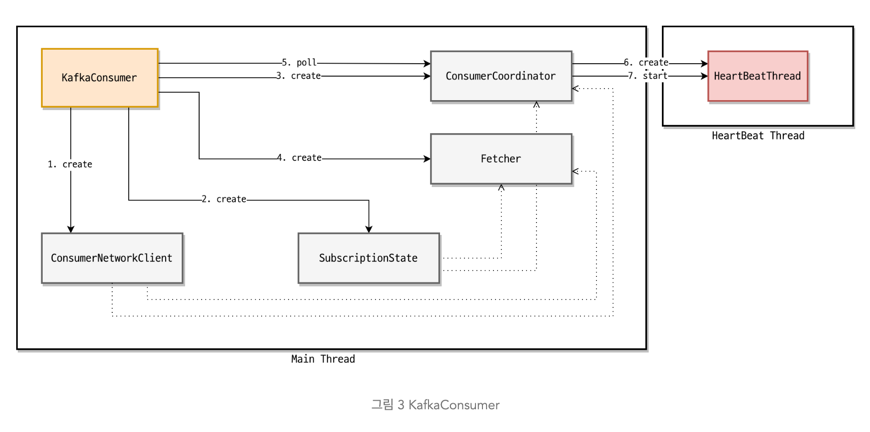 5. poll
6. create
KafkaConsumer
3. create
ConsumerCoordinator
7. start
HeartBeatThread
HeartBeat Thread
1. create
4. create
Fetcher
2. create
ConsumerNetworkClient
SubscriptionState
Main Thread
그림 3 KafkaConsumer